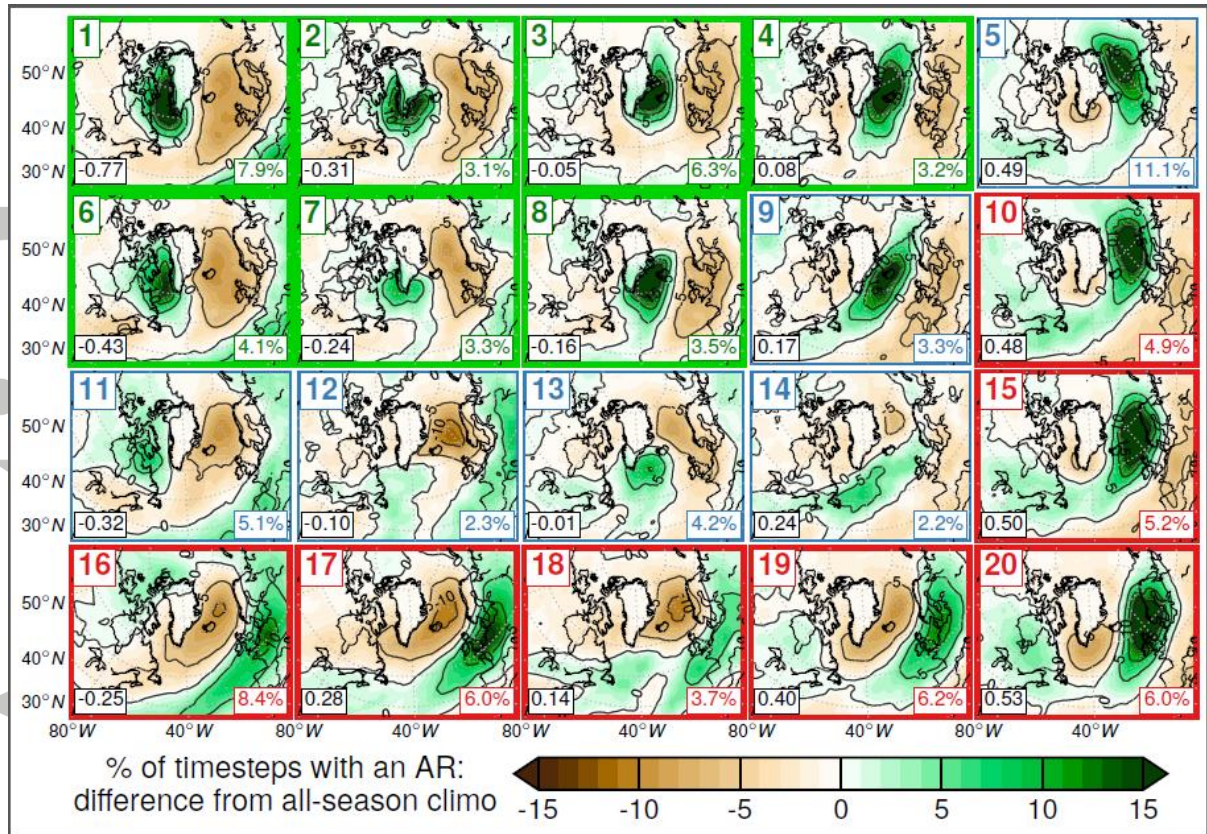 1 2 3 4 5
50°N
40°N
30°N
-0.77 7.9% -0.31 3.1% -0.05 6.3% 0.08 3.2% 0.49 11.1%
6 7 8 9 10
50°N
40°N
30°N
-0.43 4.1% -0.24 3.3% -0.16 3.5% 0.17 3.3% 0.48 4.9%
11 12 13 14 15
50°N
40°N
30°N
-0.32 5.1% -0.10 2.3% -0.01 4.2% 0.24 2.2% 0.50 5.2%
16 17 18 19 20
50°N
40°N
30°N
-0.25 8.4% 0.28 6.0% 0.14 3.7% 0.40 6.2% 0.53 6.0%
80°W 40°W 80°W 40°W 80°W 40°W 80°W 40°W 80°W 40°W
% of timesteps with an AR:
difference from all-season climo
-15 -10 -5 0 5 10 15